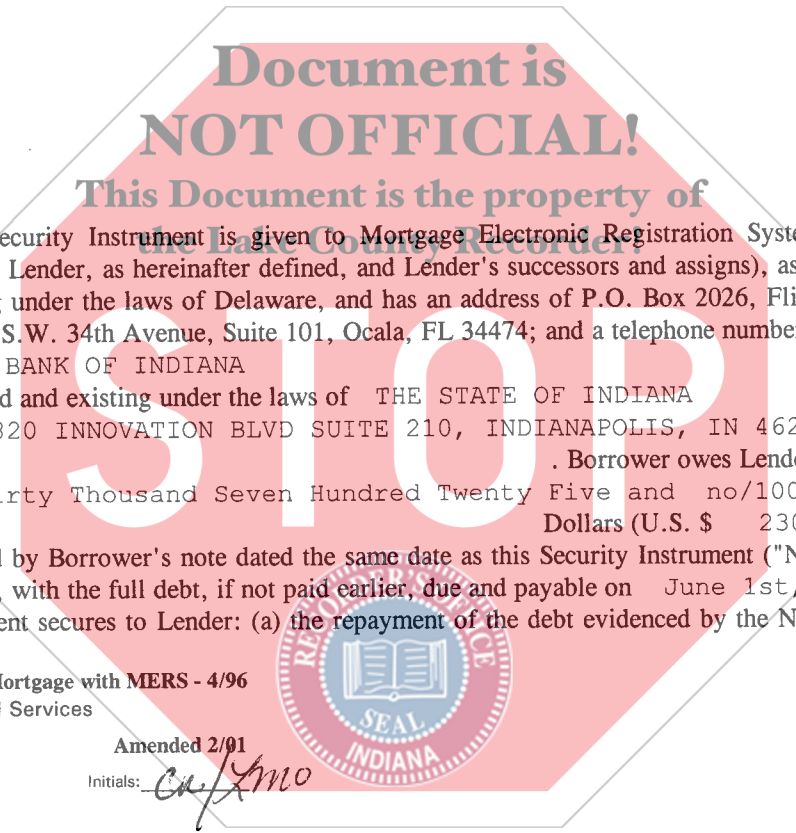 Document is
NOT OFFICIAL!
This Document is the property of
the Lake County Recorder!
ecurity Instrument is given to Mortgage Electronic Registration Syste
Lender, as hereinafter defined, and Lender's successors and assigns), as
under the laws of Delaware, and has an address of P.O. Box 2026, Fli
S.W. 34th Avenue, Suite 101, Ocala, FL 34474; and a telephone number
BANK OF INDIANA
d and existing under the laws of THE STATE OF INDIANA
320 INNOVATION BLVD SUITE 210, INDIANAPOLIS, IN 462
. Borrower owes Lende
irty Thousand Seven Hundred Twenty Five and no/100
Dollars (U.S. $ 230
STOP
d by Borrower's note dated the same date as this Security Instrument ("N
, with the full debt, if not paid earlier, due and payable on June 1st,
ent secures to Lender: (a) the repayment of the debt evidenced by the N
RECORDER'S OFFICE
SEAL
INDIANA
Mortgage with MERS - 4/96
Services
Amended 2/01
Initials: